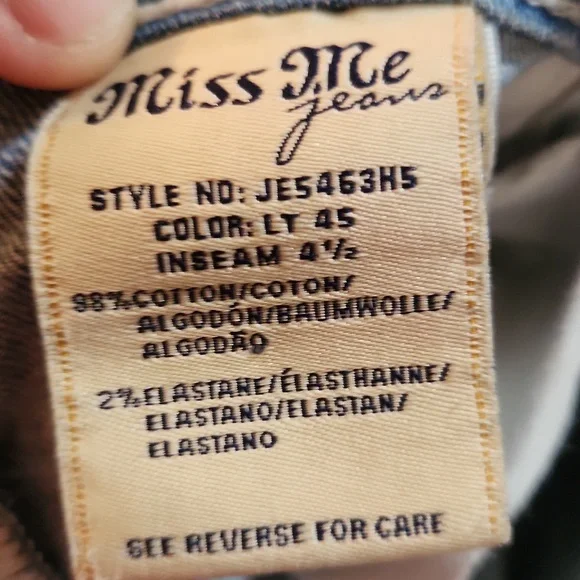 Miss Me
jeans
STYLE NO: JE5463H5
COLOR: LT 45
INSEAM 4½
98%COTTON/COTON/
ALGODÓN/BAUMWOLLE/
ALGODÃO
2%ELASTANE/ÉLASTHANNE/
ELASTANO/ELASTAN/
ELASTANO
SEE REVERSE FOR CARE